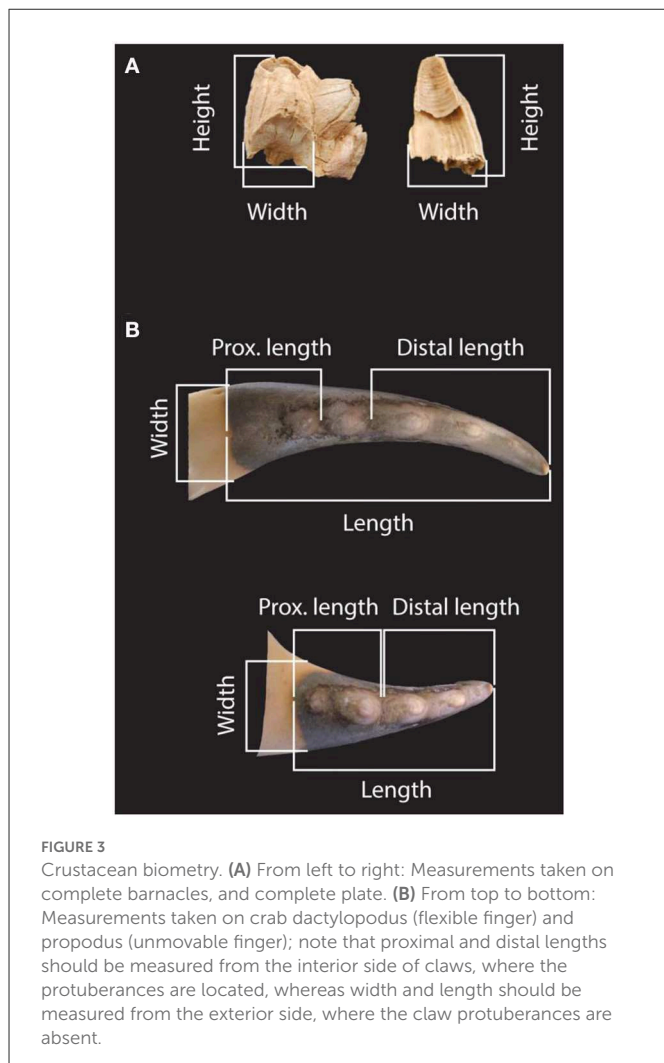 A
Height
Height
Width
Width
B
Prox. length
Distal length
Width
Length
Prox. length
Distal length
Width
Length
FIGURE 3
Crustacean biometry. (A) From left to right: Measurements taken on
complete barnacles, and complete plate. (B) From top to bottom:
Measurements taken on crab dactylopodus (flexible finger) and
propodus (unmovable finger); note that proximal and distal lengths
should be measured from the interior side of claws, where the
protuberances are located, whereas width and length should be
measured from the exterior side, where the claw protuberances are
absent.